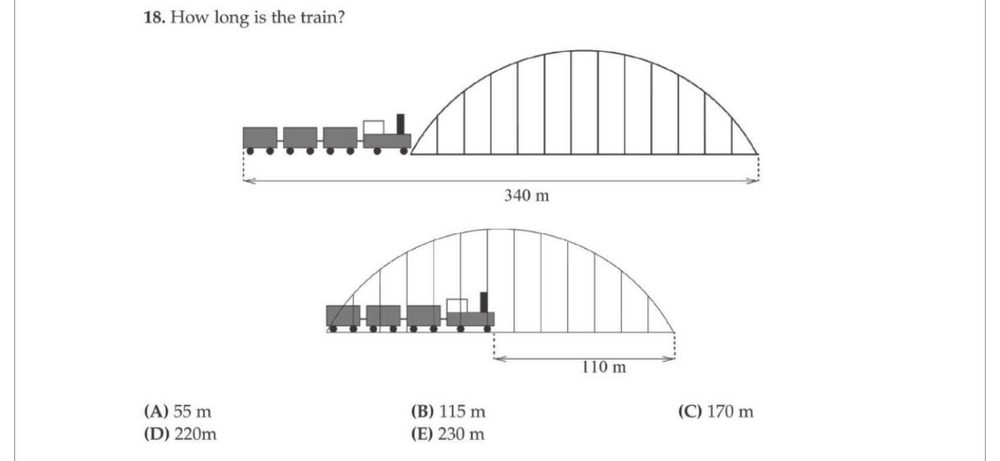 18. How long is the train?
340 m
110 m
(A) 55 m (B) 115 m (C) 170 m
(D) 220m (E) 230 m